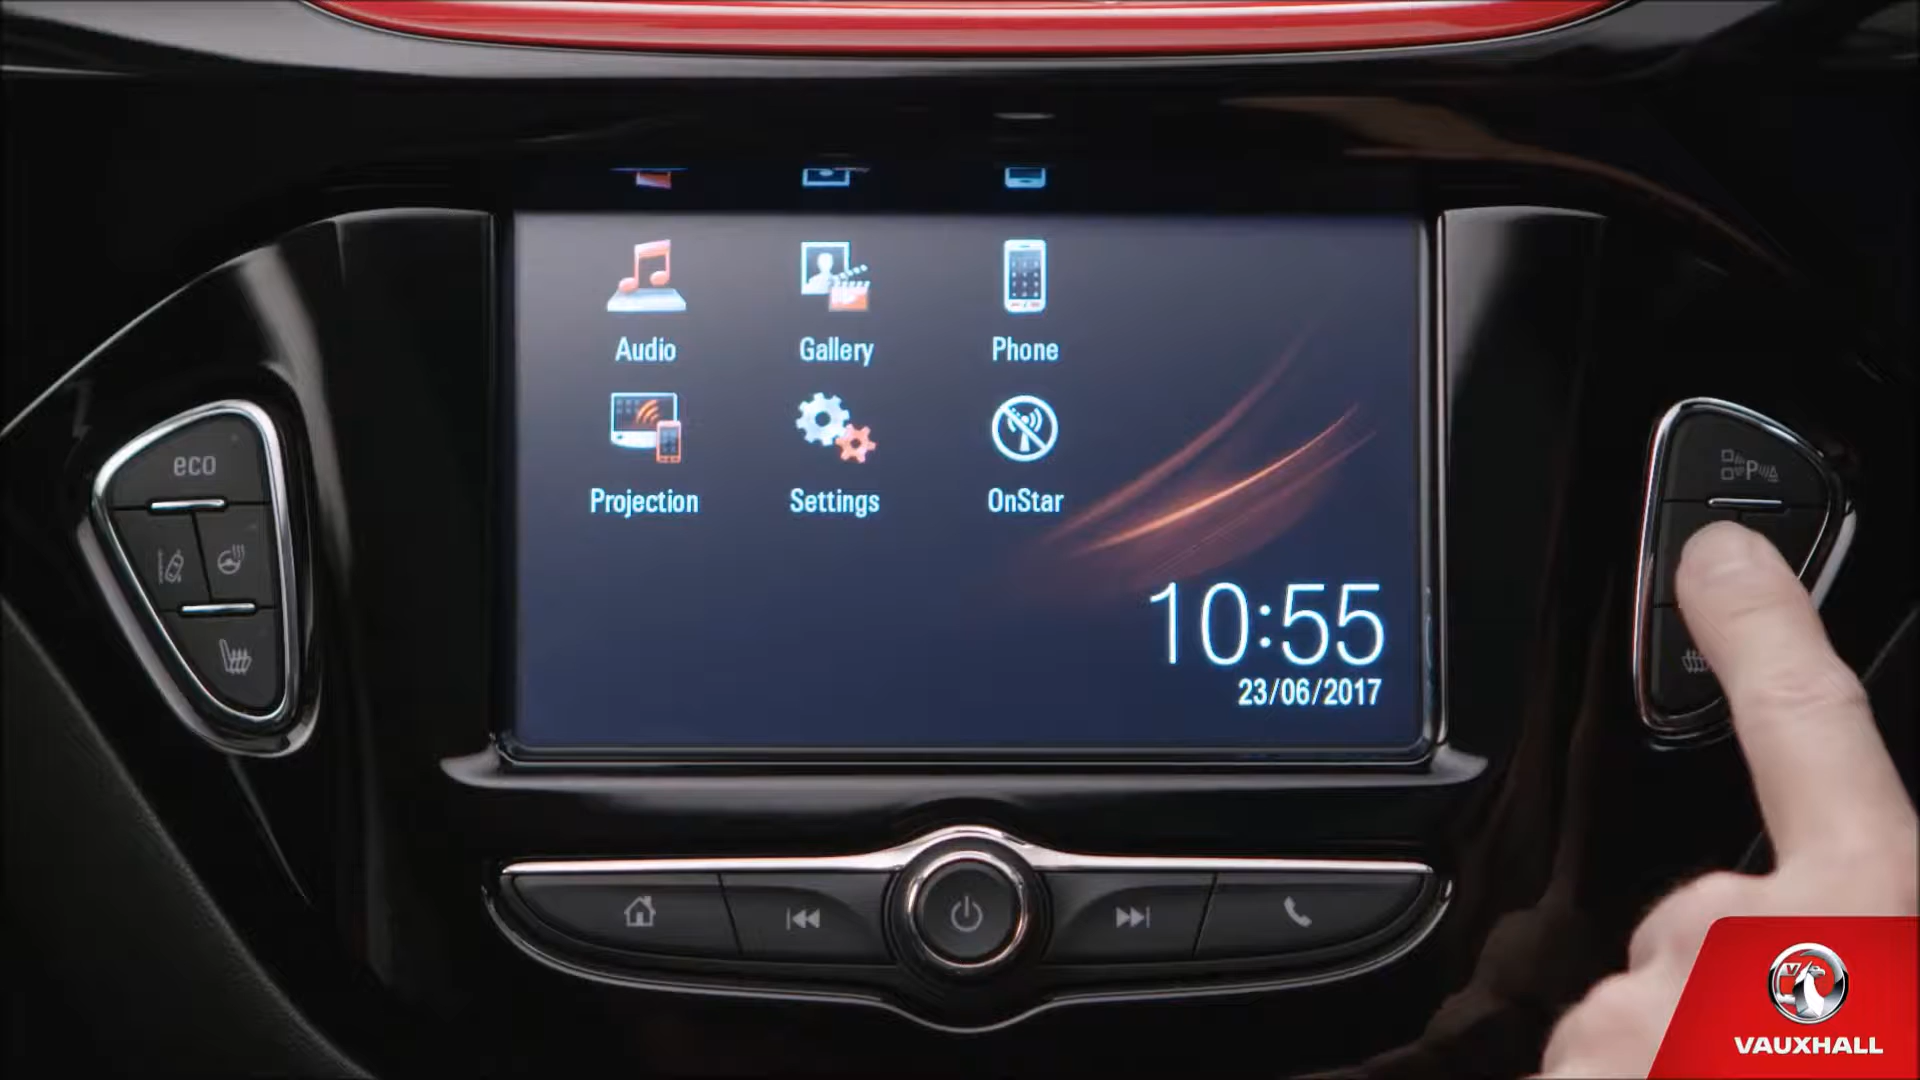 Audio
Gallery
Phone
eco
P
Projection
Settings
OnStar
10:55
23/06/2017
VAUXHALL